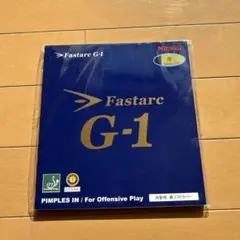 Fastarc G-1
Nittaku
Fastarc
G-1
PIMPLES IN / For Offensive Play